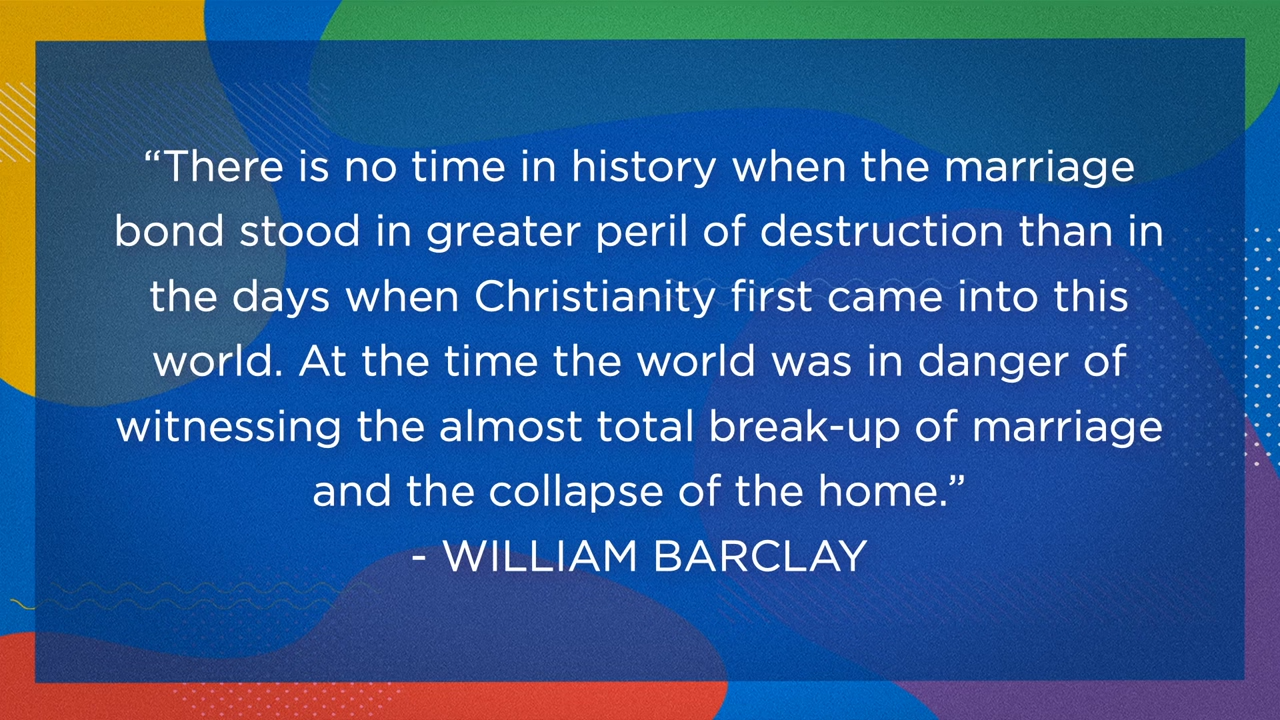 “There is no time in history when the marriage
bond stood in greater peril of destruction than in
the days when Christianity first came into this
world. At the time the world was in danger of
witnessing the almost total break-up of marriage
and the collapse of the home.”
- WILLIAM BARCLAY